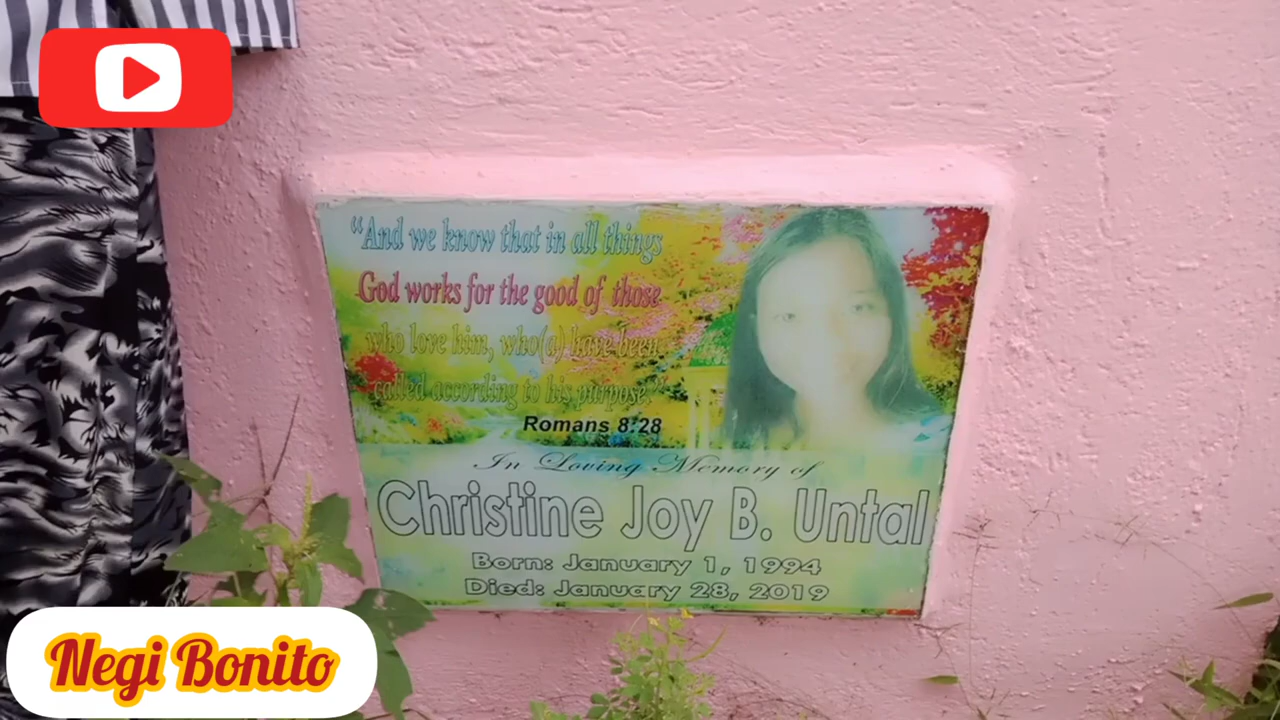 “And we know that in all things
God works for the good of those
who love him, who(a) have been
called according to his purpose.”
Romans 8:28
In Loving Memory of
Christine Joy B. Untal
Born: January 1, 1994
Died: January 28, 2019
Negi Bonito